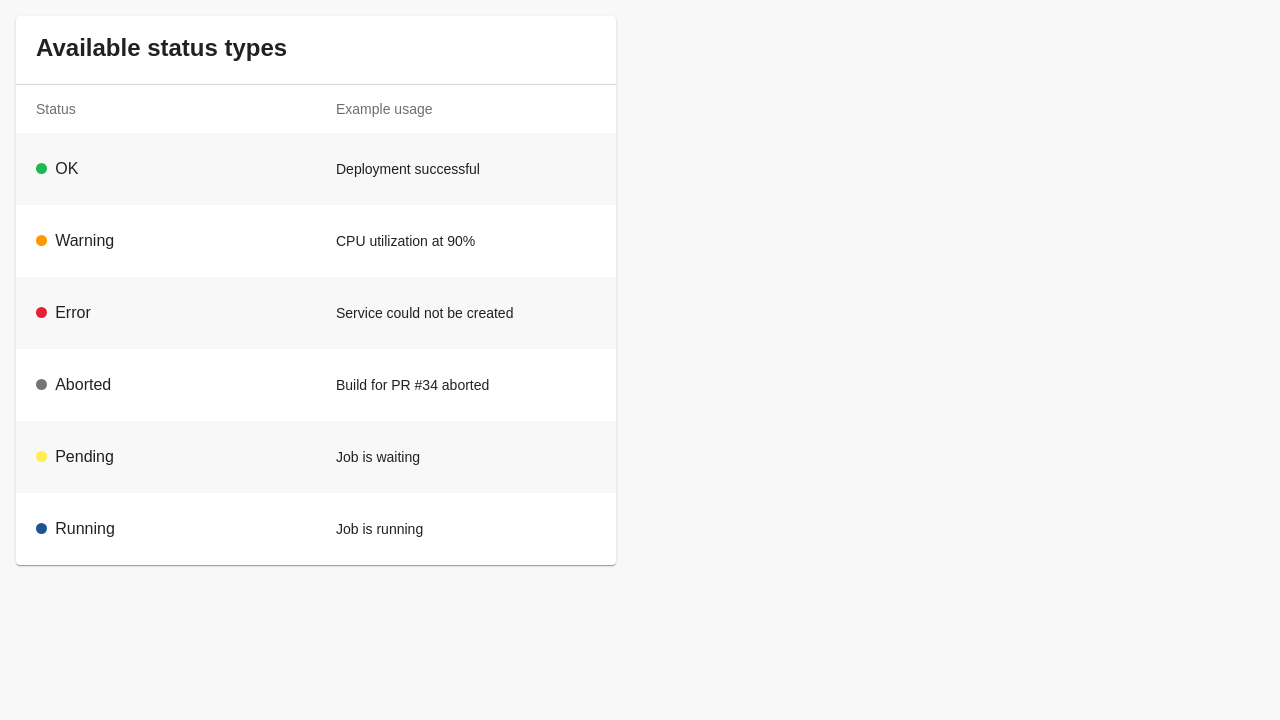 Available status types
Status Example usage
OK Deployment successful
Warning CPU utilization at 90%
Error Service could not be created
Aborted Build for PR #34 aborted
Pending Job is waiting
Running Job is running